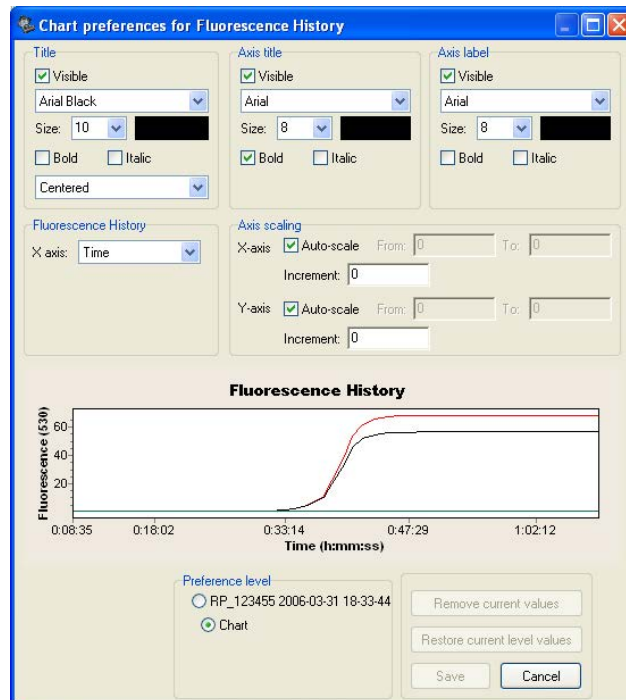 Chart preferences for Fluorescence History
Title
Visible
Arial Black
Size: 10
Bold Italic
Centered
Axis title
Visible
Arial
Size: 8
Bold Italic
Axis label
Visible
Arial
Size: 8
Bold Italic
Fluorescence History
X axis: Time
Axis scaling
X-axis Auto-scale From: 0 To: 0
Increment: 0
Y-axis Auto-scale From: 0 To: 0
Increment: 0
Fluorescence History
Fluorescence (530)
60
40
20
0:08:35 0:18:02 0:33:14 0:47:29 1:02:12
Time (h:mm:ss)
Preference level
RP_123455 2006-03-31 18-33-44
Chart
Remove current values
Restore current level values
Save Cancel